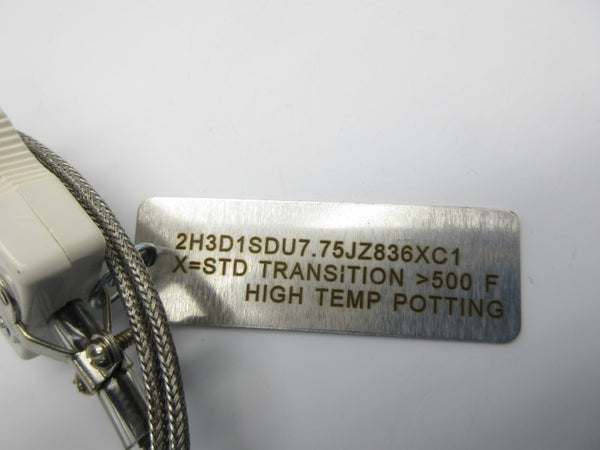 2H3D1SDU7.75JZ836XC1
X=STD TRANSITION >500 F
HIGH TEMP POTTING